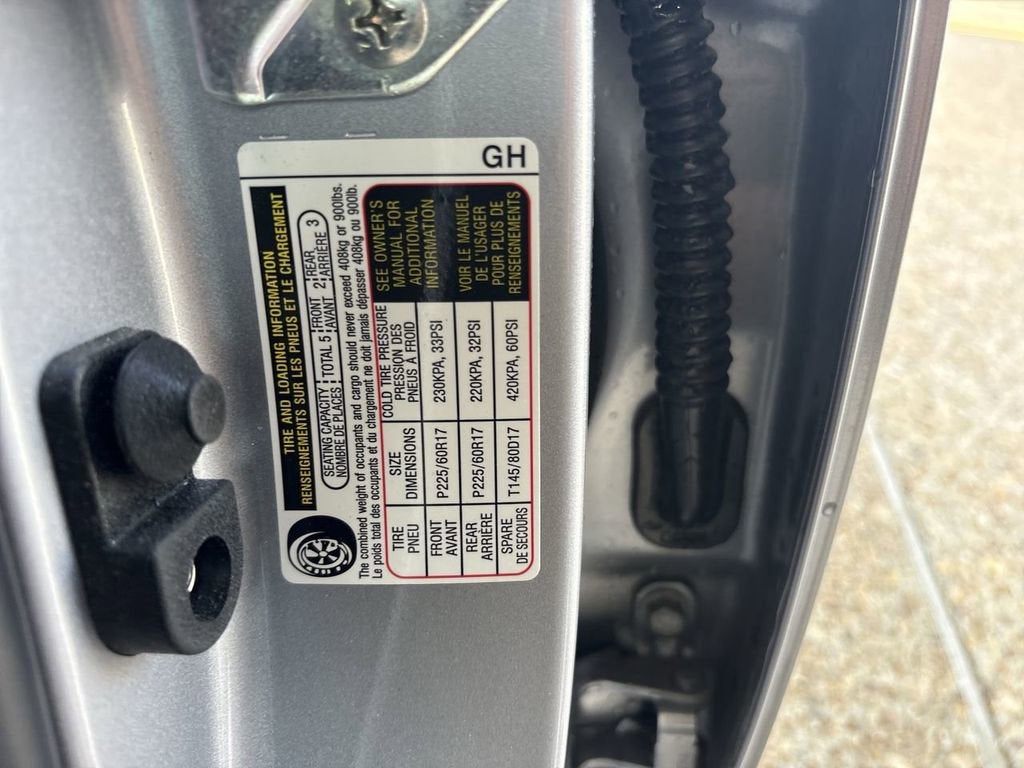 GH
TIRE AND LOADING INFORMATION
RENSEIGNEMENTS SUR LES PNEUS ET LE CHARGEMENT
SEATING CAPACITY TOTAL 5 FRONT 2 REAR 3
NOMBRE DE PLACES AVANT ARRIÈRE
The combined weight of occupants and cargo should never exceed 408kg or 900lbs.
Le poids total des occupants et du chargement ne doit jamais dépasser 408kg ou 900lb.
TIRE SIZE COLD TIRE PRESSURE SEE OWNER'S
PNEU DIMENSIONS PRESSION DES MANUAL FOR
PNEUS À FROID ADDITIONAL
INFORMATION
FRONT P225/60R17 230KPA, 33PSI
AVANT
REAR P225/60R17 220KPA, 32PSI VOIR LE MANUEL
ARRIÈRE DE L'USAGER
SPARE T145/80D17 420KPA, 60PSI POUR PLUS DE
DE SECOURS RENSEIGNEMENTS